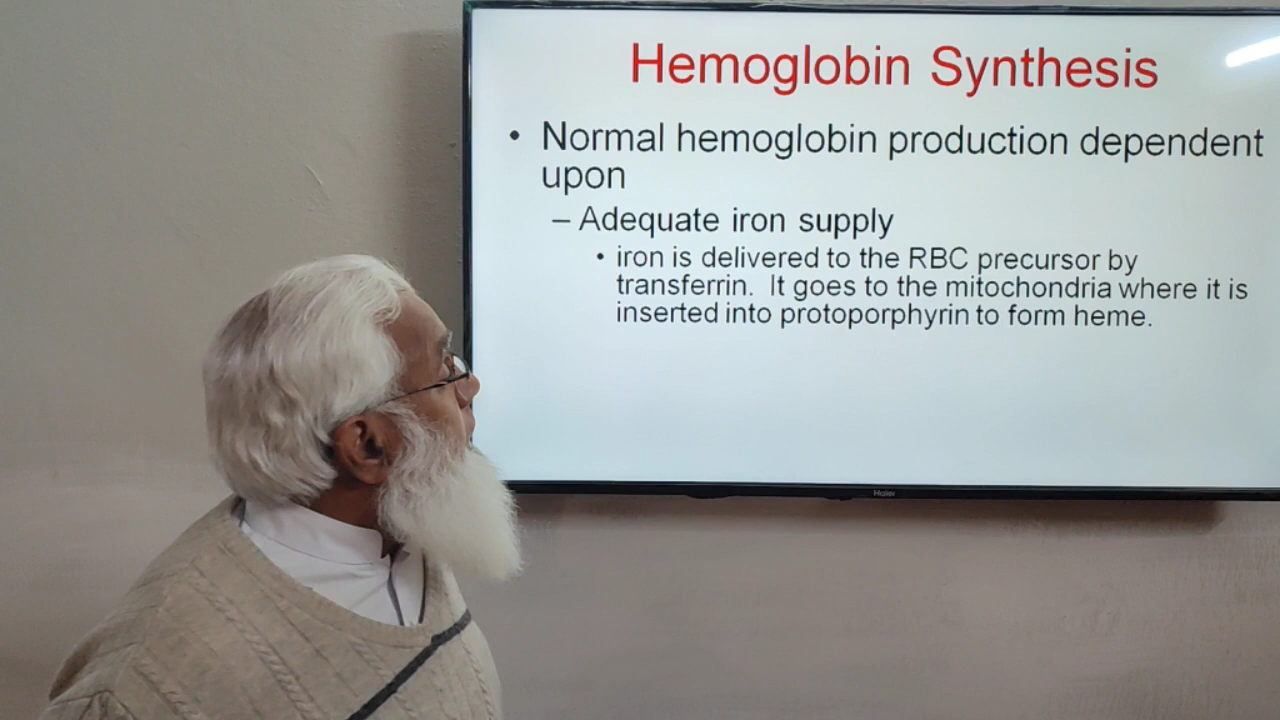 Hemoglobin Synthesis
• Normal hemoglobin production dependent
upon
– Adequate iron supply
• iron is delivered to the RBC precursor by
transferrin. It goes to the mitochondria where it is
inserted into protoporphyrin to form heme.
Haier